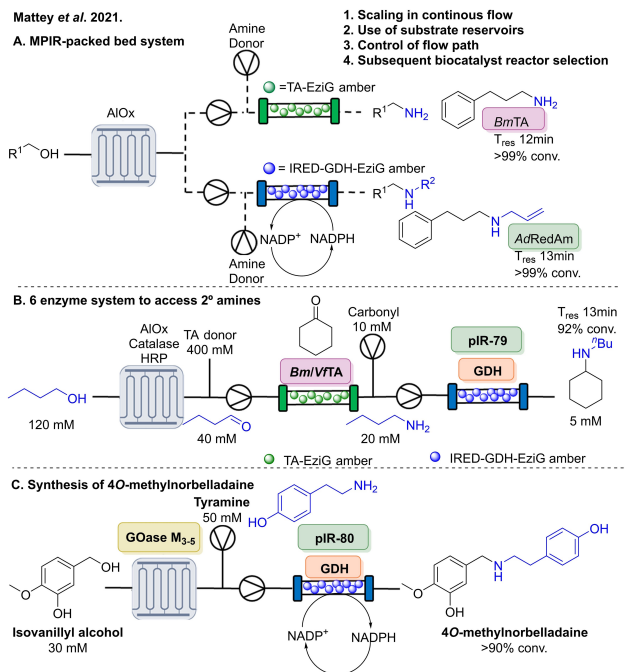 Mattey et al. 2021.
1. Scaling in continous flow
2. Use of substrate reservoirs
3. Control of flow path
4. Subsequent biocatalyst reactor selection
A. MPIR-packed bed system
Amine
Donor
=TA-EziG amber
AlOx
R¹ OH
R¹ NH₂
NH₂
BmTA
T_res 12min
>99% conv.
= IRED-GDH-EziG amber
R¹ N R²
H
NADP⁺ NADPH
Amine
Donor
N
H
AdRedAm
T_res 13min
>99% conv.
B. 6 enzyme system to access 2º amines
AlOx
Catalase
HRP
TA donor
400 mM
O
Carbonyl
10 mM
T_res 13min
92% conv.
Bm/VfTA
pIR-79
GDH
HN ⁿBu
OH
120 mM
O
40 mM
NH₂
20 mM
5 mM
TA-EziG amber
IRED-GDH-EziG amber
C. Synthesis of 4O-methylnorbelladaine
Tyramine
50 mM
HO
NH₂
GOase M₃₋₅
pIR-80
GDH
OH
O
OH
Isovanillyl alcohol
30 mM
NADP⁺ NADPH
OH
N
H
O
OH
4O-methylnorbelladaine
>90% conv.